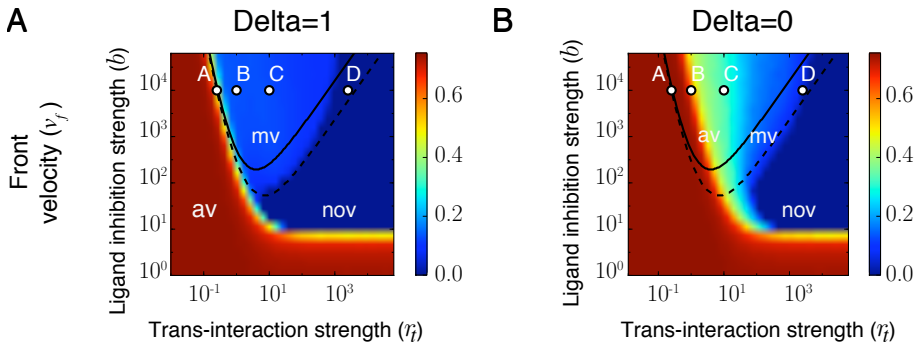 A
Delta=1
B
Delta=0
Front
velocity (v_f)
Ligand inhibition strength (b)
10^4
10^3
10^2
10^1
10^0
A
B
C
D
mv
av
nov
10^-1
10^1
10^3
Trans-interaction strength (r_t)
0.6
0.4
0.2
0.0
Ligand inhibition strength (b)
10^4
10^3
10^2
10^1
10^0
A
B
C
D
av
mv
nov
10^-1
10^1
10^3
Trans-interaction strength (r_t)
0.6
0.4
0.2
0.0